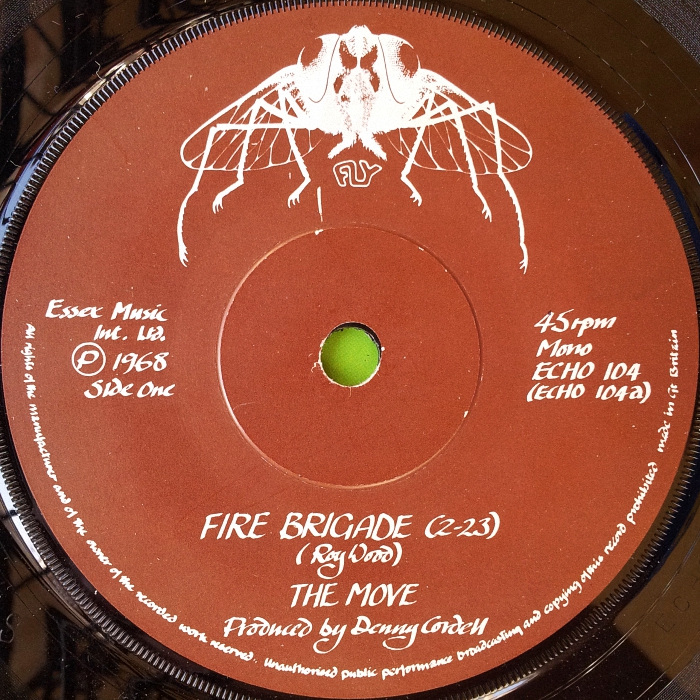 FLY
Essex Music
Int. Ltd.
Ⓟ 1968
Side One
45 rpm
Mono
ECHO 104
(ECHO 104a)
FIRE BRIGADE (2-23)
(Roy Wood)
THE MOVE
Produced by Denny Cordell
All rights of the manufacturer and of the owner of the recorded work reserved. Unauthorised public performance broadcasting and copying of this record prohibited made in Gt Britain